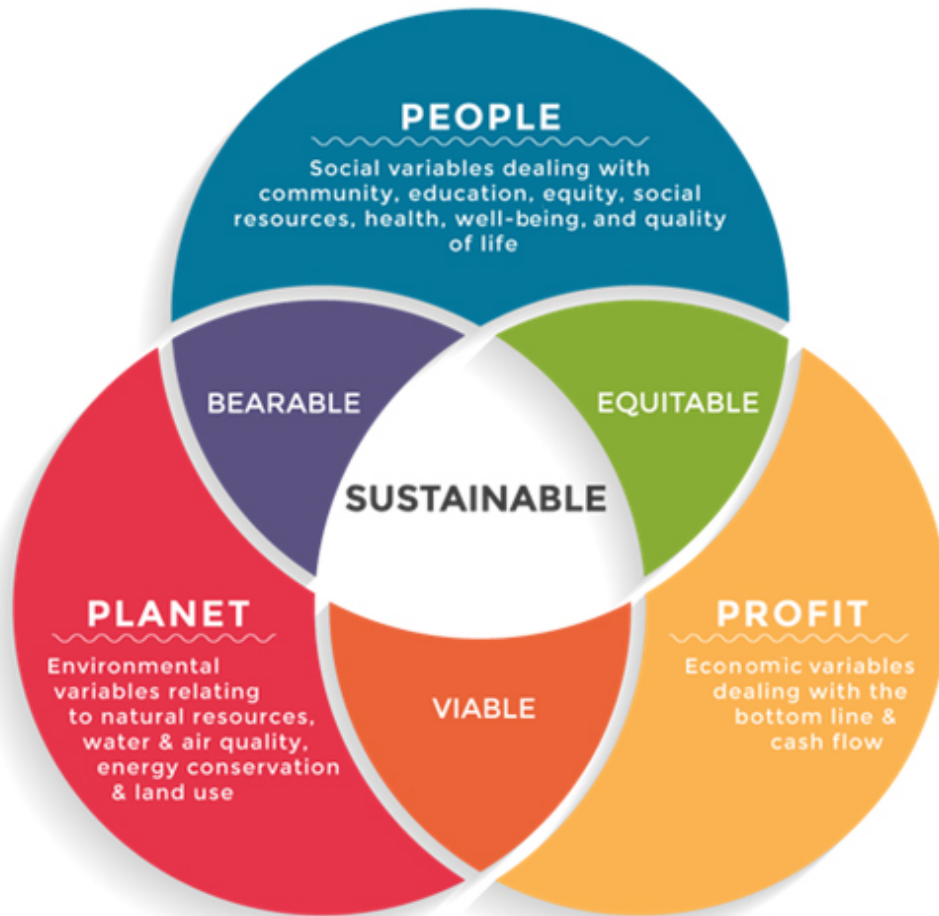 PEOPLE
Social variables dealing with
community, education, equity, social
resources, health, well-being, and quality
of life
BEARABLE
EQUITABLE
SUSTAINABLE
PLANET
Environmental
variables relating
to natural resources,
water & air quality,
energy conservation
& land use
VIABLE
PROFIT
Economic variables
dealing with the
bottom line &
cash flow